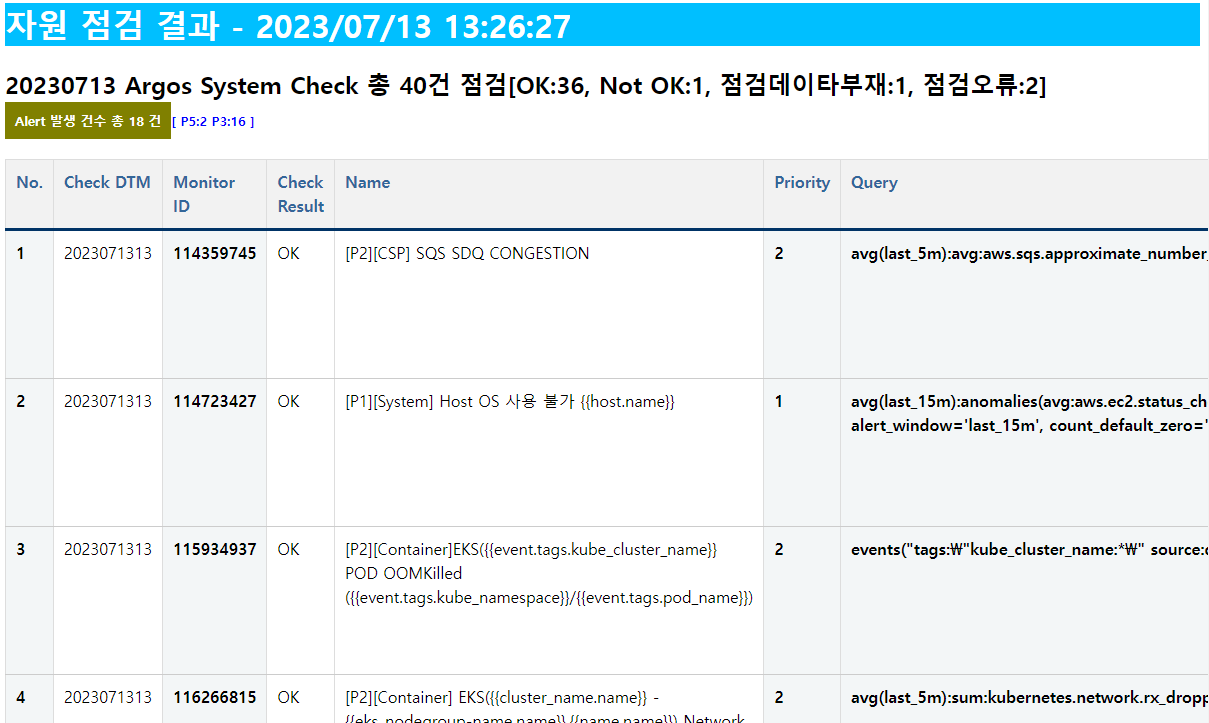 자원 점검 결과 - 2023/07/13 13:26:27
20230713 Argos System Check 총 40건 점검[OK:36, Not OK:1, 점검데이타부재:1, 점검오류:2]
Alert 발생 건수 총 18 건 [ P5:2 P3:16 ]
No. Check DTM Monitor ID Check Result Name Priority Query
1 2023071313 114359745 OK [P2][CSP] SQS SDQ CONGESTION 2 avg(last_5m):avg:aws.sqs.approximate_number_
2 2023071313 114723427 OK [P1][System] Host OS 사용 불가 {{host.name}} 1 avg(last_15m):anomalies(avg:aws.ec2.status_ch
alert_window='last_15m', count_default_zero='
3 2023071313 115934937 OK [P2][Container]EKS({{event.tags.kube_cluster_name}} 2 events("tags:₩"kube_cluster_name:*₩" source:
POD OOMKilled
({{event.tags.kube_namespace}}/{{event.tags.pod_name}})
4 2023071313 116266815 OK [P2][Container] EKS({{cluster_name.name}} - 2 avg(last_5m):sum:kubernetes.network.rx_dropp
{{eks_nodegroup-name.name}},{{name.name}}) Network